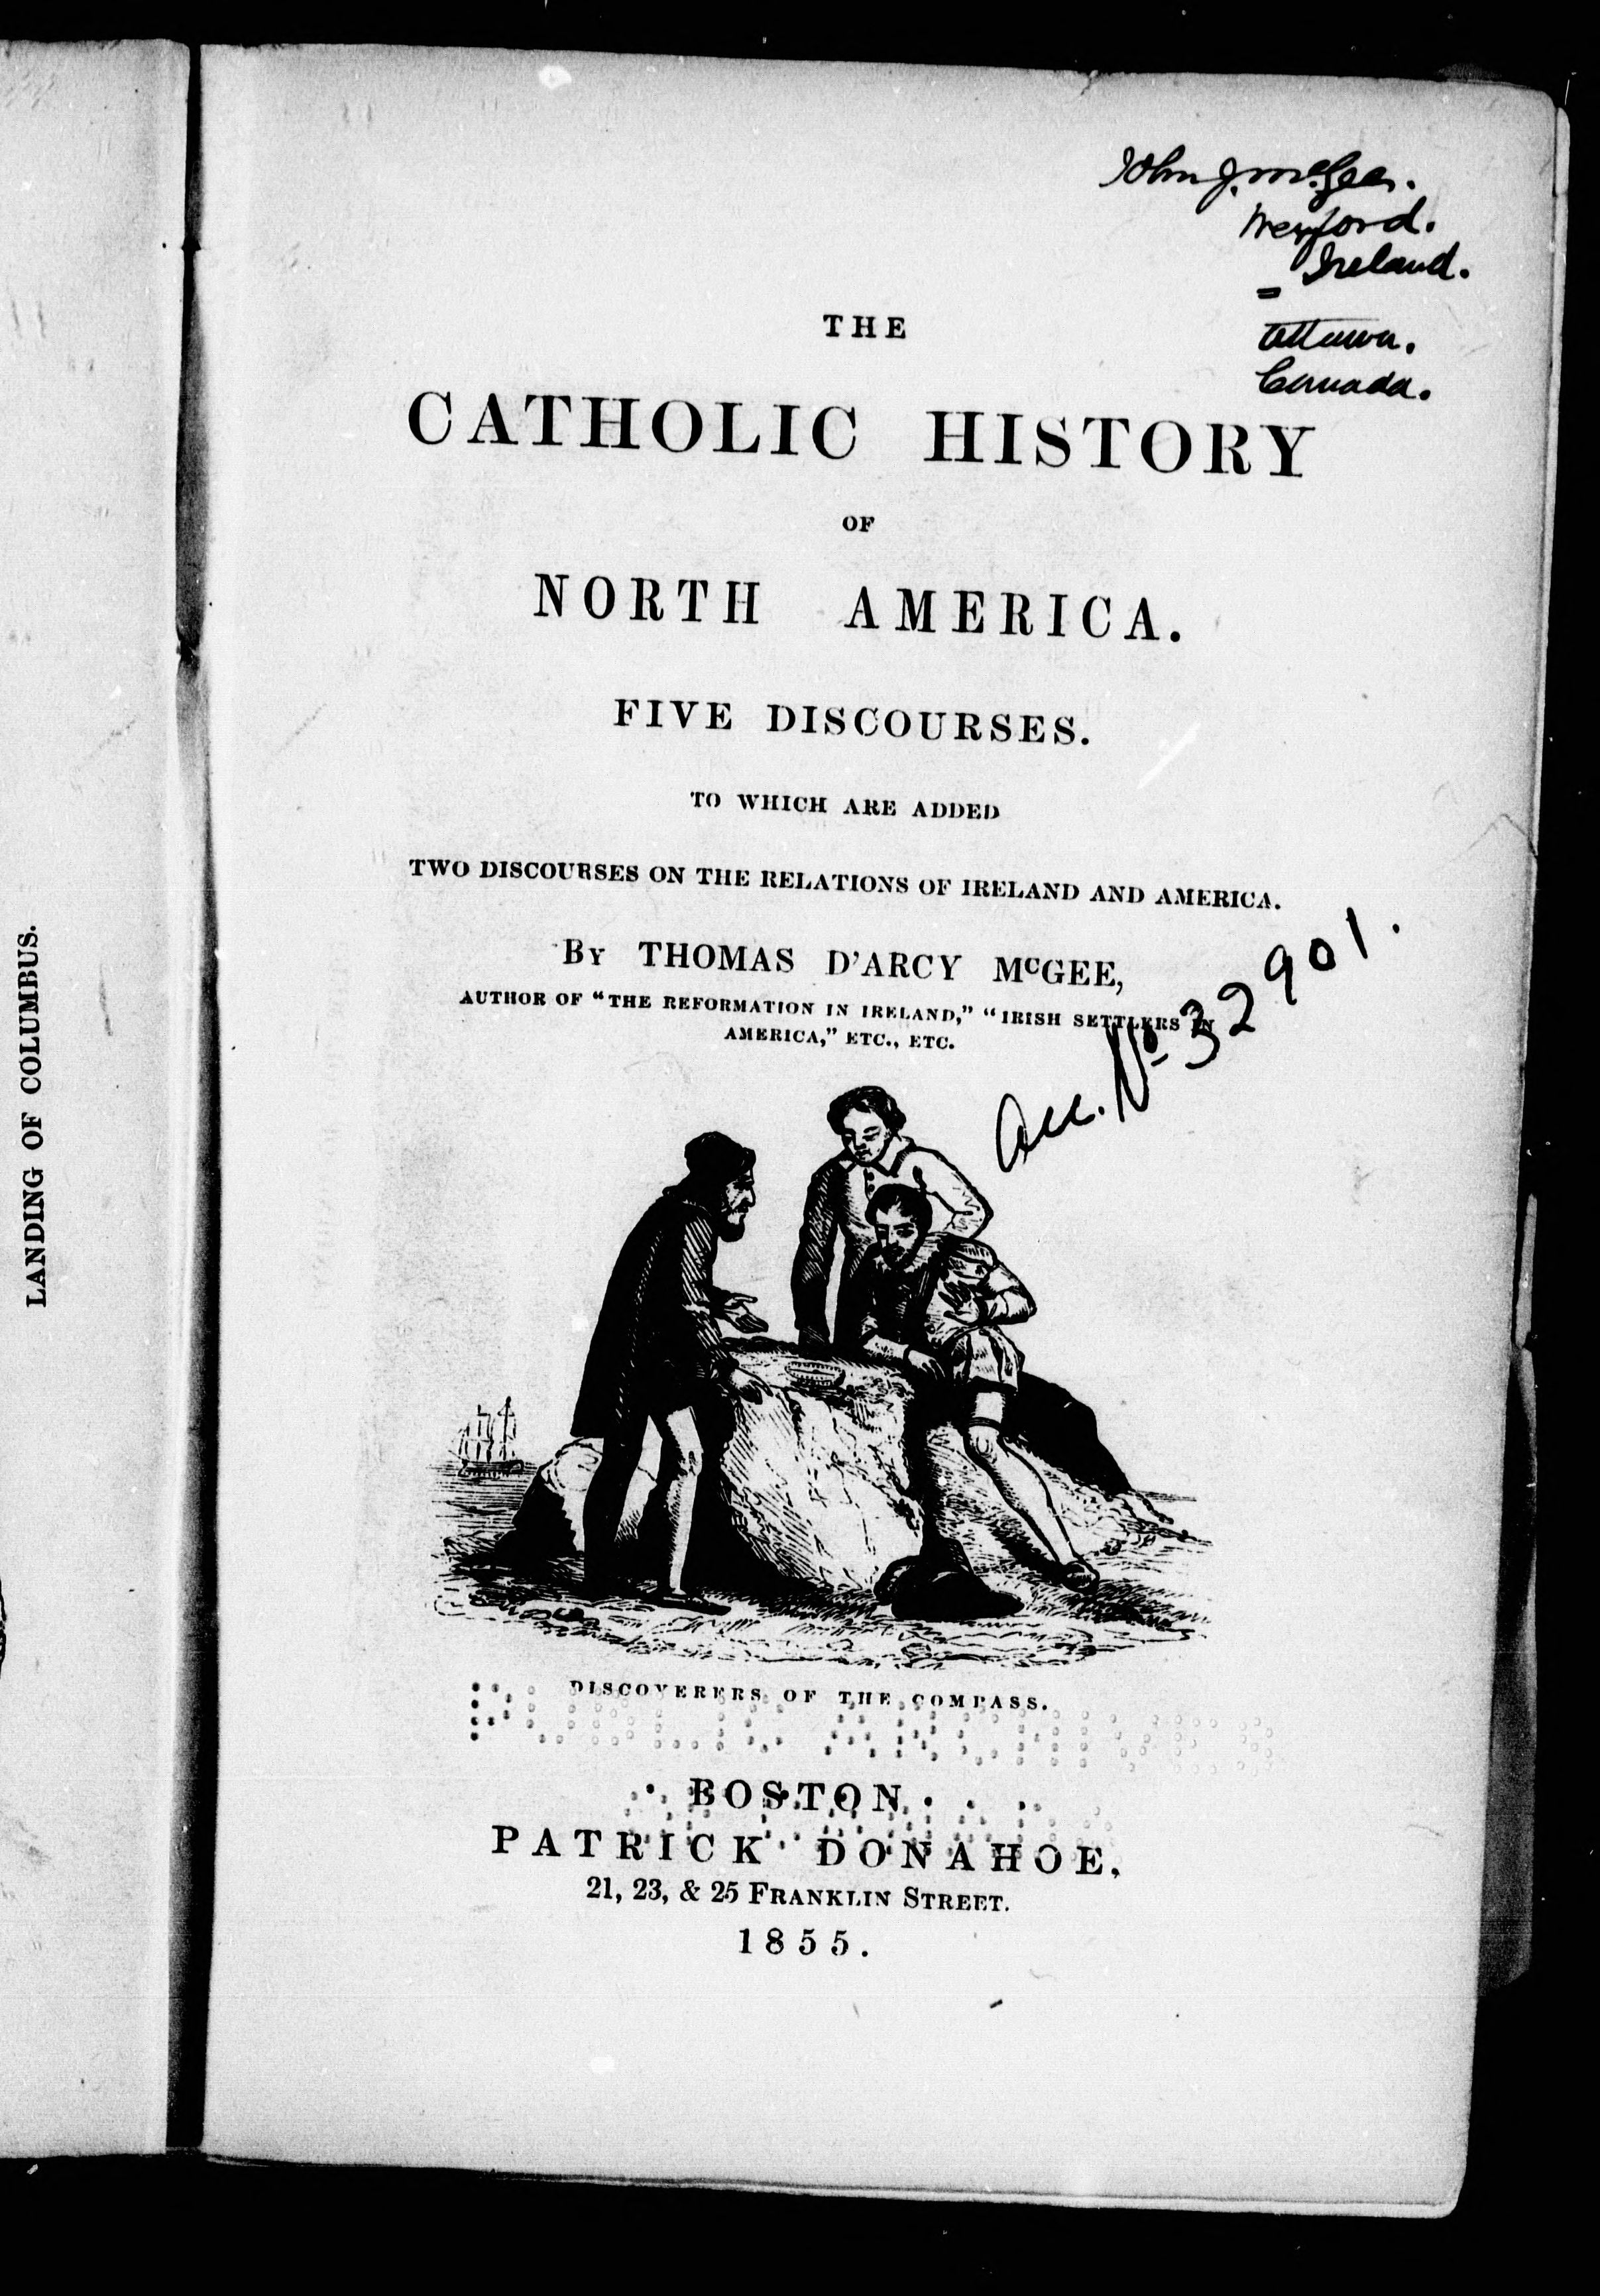 LANDING OF COLUMBUS.
John J. McGee.
Wexford.
Ireland.
Ottawa.
Canada.
THE
CATHOLIC HISTORY
OF
NORTH AMERICA.
FIVE DISCOURSES.
TO WHICH ARE ADDED
TWO DISCOURSES ON THE RELATIONS OF IRELAND AND AMERICA.
BY THOMAS D'ARCY McGEE,
AUTHOR OF "THE REFORMATION IN IRELAND," "IRISH SETTLERS IN
AMERICA," ETC., ETC.
Acc. No 32901.
DISCOVERERS OF THE COMPASS.
PUBLIC ARCHIVES
BOSTON
PATRICK DONAHOE,
21, 23, & 25 FRANKLIN STREET.
1855.